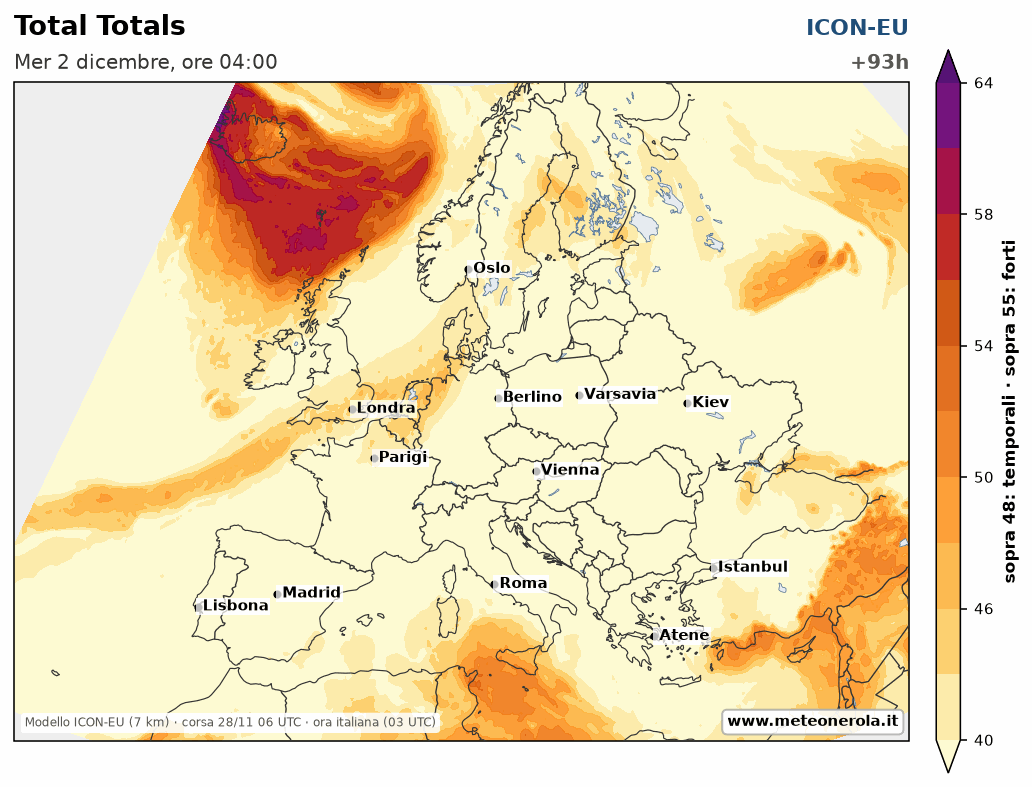 Total Totals
ICON-EU
Mer 2 dicembre, ore 04:00
+93h
64
58
54
50
46
40
sopra 48: temporali · sopra 55: forti
Oslo
Londra
Berlino
Varsavia
Kiev
Parigi
Vienna
Istanbul
Roma
Madrid
Lisbona
Atene
Modello ICON-EU (7 km) · corsa 28/11 06 UTC · ora italiana (03 UTC)
www.meteonerola.it